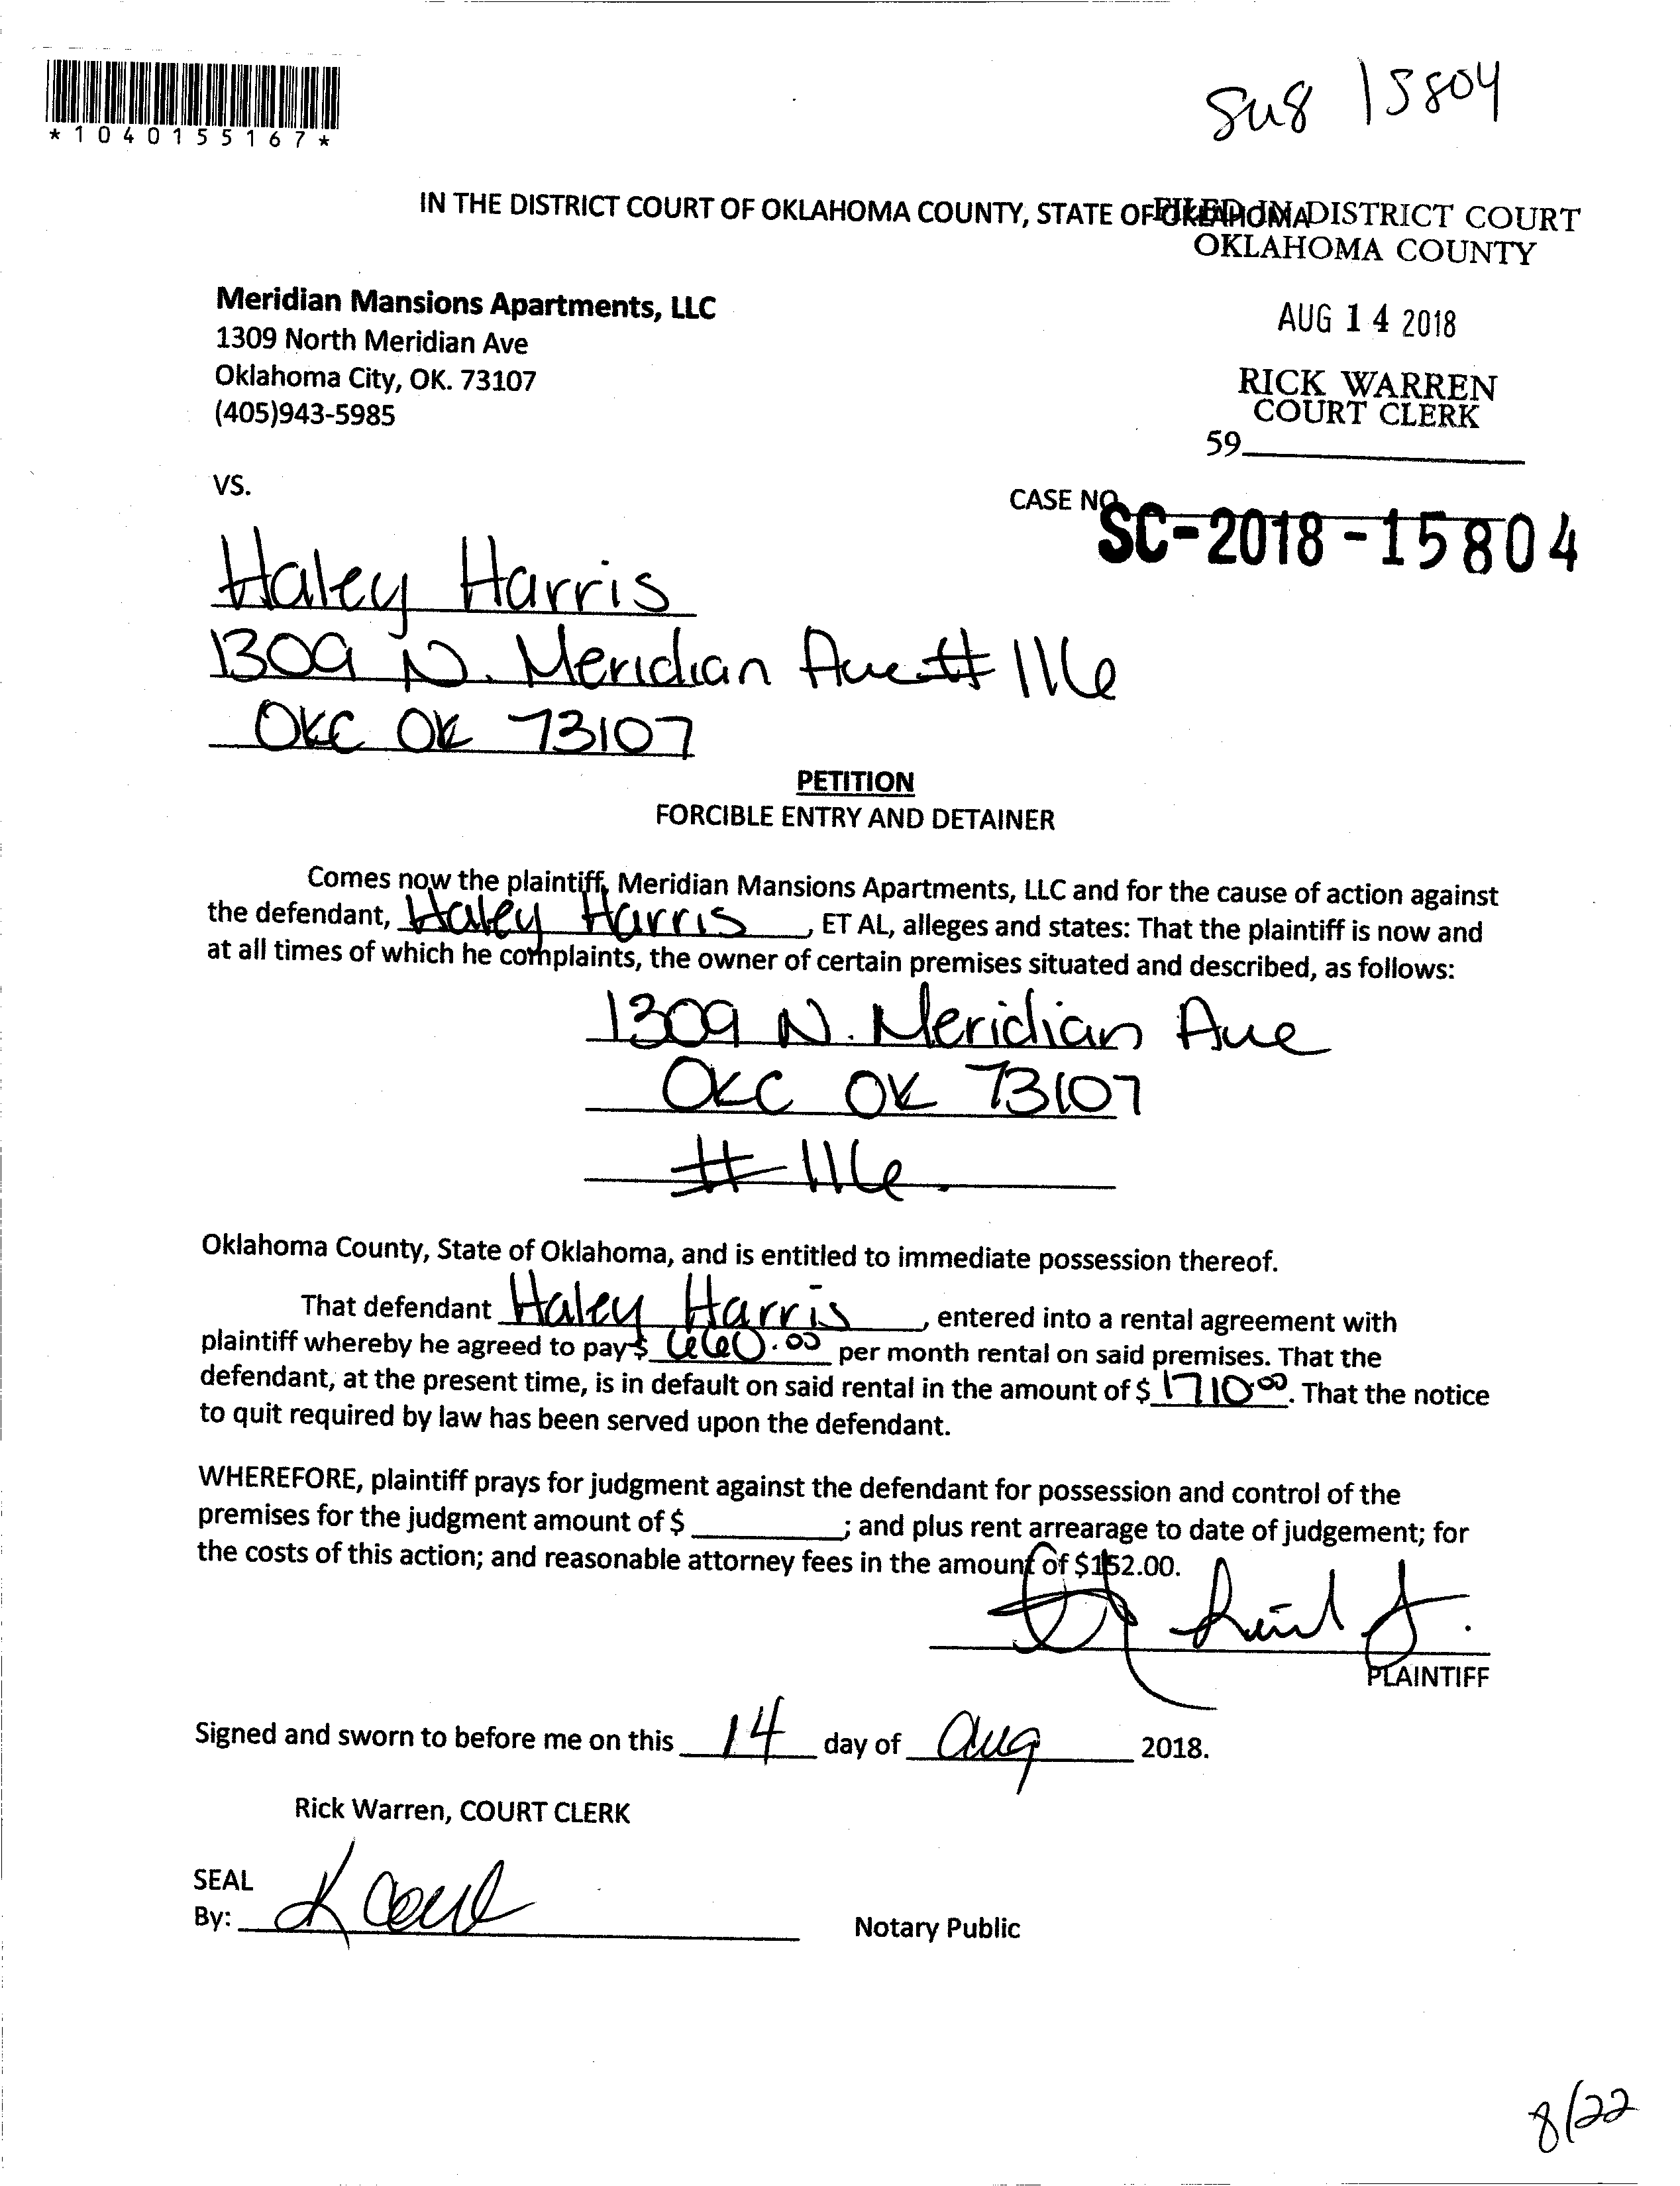 *1040155167*
su8 15804
IN THE DISTRICT COURT OF OKLAHOMA COUNTY, STATE OF OKLAHOMA
FILED IN DISTRICT COURT
OKLAHOMA COUNTY
Meridian Mansions Apartments, LLC
1309 North Meridian Ave
Oklahoma City, OK. 73107
(405)943-5985
AUG 14 2018
RICK WARREN
COURT CLERK
59
VS.
CASE NO
SC-2018-15804
Haley Harris
1309 N. Meridian Ave # 116
OKC OK 73107
PETITION
FORCIBLE ENTRY AND DETAINER
Comes now the plaintiff, Meridian Mansions Apartments, LLC and for the cause of action against
the defendant, Haley Harris, ET AL, alleges and states: That the plaintiff is now and
at all times of which he complaints, the owner of certain premises situated and described, as follows:
1309 N. Meridian Ave
OKC OK 73107
# 116.
Oklahoma County, State of Oklahoma, and is entitled to immediate possession thereof.
That defendant Haley Harris, entered into a rental agreement with
plaintiff whereby he agreed to pay $ 660.00 per month rental on said premises. That the
defendant, at the present time, is in default on said rental in the amount of $ 1710.00. That the notice
to quit required by law has been served upon the defendant.
WHEREFORE, plaintiff prays for judgment against the defendant for possession and control of the
premises for the judgment amount of $ ; and plus rent arrearage to date of judgement; for
the costs of this action; and reasonable attorney fees in the amount of $152.00.
PLAINTIFF
Signed and sworn to before me on this 14 day of Aug 2018.
Rick Warren, COURT CLERK
SEAL
By:
Notary Public
8/22